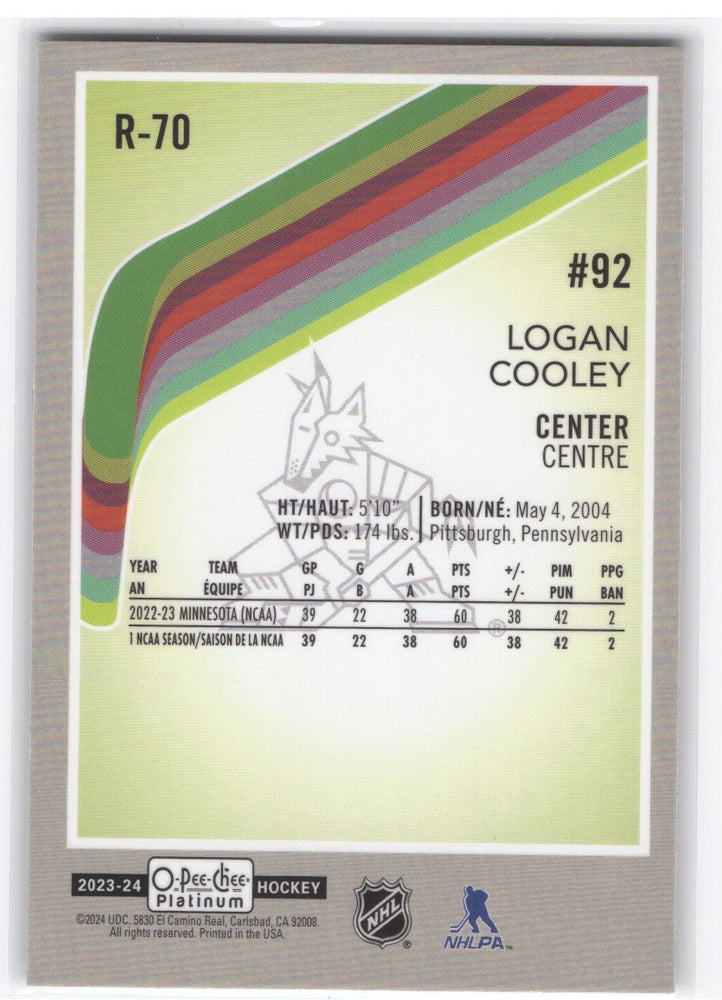 R-70
#92
LOGAN
COOLEY
CENTER
CENTRE
HT/HAUT: 5'10" | BORN/NÉ: May 4, 2004
WT/PDS: 174 lbs. | Pittsburgh, Pennsylvania
YEAR TEAM GP G A PTS +/- PIM PPG
AN ÉQUIPE PJ B A PTS +/- PUN BAN
2022-23 MINNESOTA (NCAA) 39 22 38 60 38 42 2
1 NCAA SEASON/SAISON DE LA NCAA 39 22 38 60 38 42 2
®
2023-24 O-Pee-Chee® Platinum HOCKEY
©2024 UDC. 5830 El Camino Real, Carlsbad, CA 92008.
All rights reserved. Printed in the USA.
NHL ®
NHLPA™